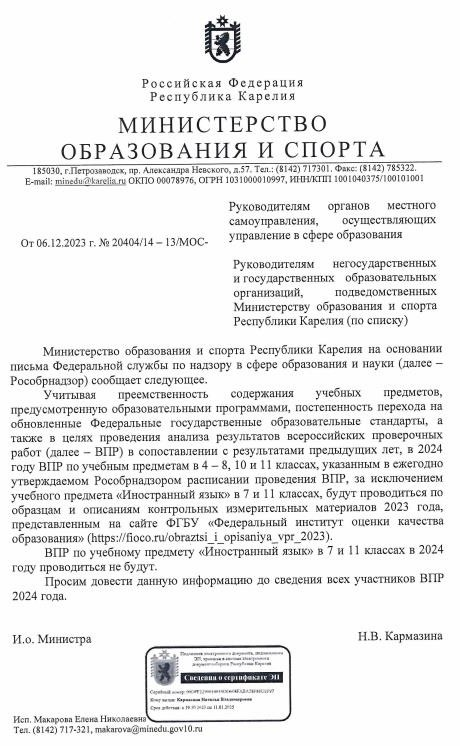 Российская Федерация
Республика Карелия
МИНИСТЕРСТВО
ОБРАЗОВАНИЯ И СПОРТА
185030, г.Петрозаводск, пр. Александра Невского, д.57. Тел.: (8142) 717301. Факс: (8142) 785322.
E-mail: minedu@karelia.ru ОКПО 00078976, ОГРН 1031000010997, ИНН/КПП 1001040375/100101001
Руководителям органов местного
самоуправления, осуществляющих
управление в сфере образования
От 06.12.2023 г. № 20404/14 – 13/МОС-
Руководителям негосударственных
и государственных образовательных
организаций, подведомственных
Министерству образования и спорта
Республики Карелия (по списку)
Министерство образования и спорта Республики Карелия на основании
письма Федеральной службы по надзору в сфере образования и науки (далее –
Рособрнадзор) сообщает следующее.
Учитывая преемственность содержания учебных предметов,
предусмотренную образовательными программами, постепенность перехода на
обновленные Федеральные государственные образовательные стандарты, а
также в целях проведения анализа результатов всероссийских проверочных
работ (далее – ВПР) в сопоставлении с результатами предыдущих лет, в 2024
году ВПР по учебным предметам в 4 – 8, 10 и 11 классах, указанным в ежегодно
утверждаемом Рособрнадзором расписании проведения ВПР, за исключением
учебного предмета «Иностранный язык» в 7 и 11 классах, будут проводиться по
образцам и описаниям контрольных измерительных материалов 2023 года,
представленным на сайте ФГБУ «Федеральный институт оценки качества
образования» (https://fioco.ru/obraztsi_i_opisaniya_vpr_2023).
ВПР по учебному предмету «Иностранный язык» в 7 и 11 классах в 2024
году проводиться не будут.
Просим довести данную информацию до сведения всех участников ВПР
2024 года.
И.о. Министра
Н.В. Кармазина
Подлинник электронного документа, подписанного
ЭП, хранится в системе электронного
документооборота Республики Карелия
Сведения о сертификате ЭП
Серийный номер:
Кому выдан: Кармазина Наталья Владимировна
Срок действия: с 19.10.2023 по 11.01.2025
Исп. Макарова Елена Николаевна
Тел. (8142) 717-321, makarova@minedu.gov10.ru